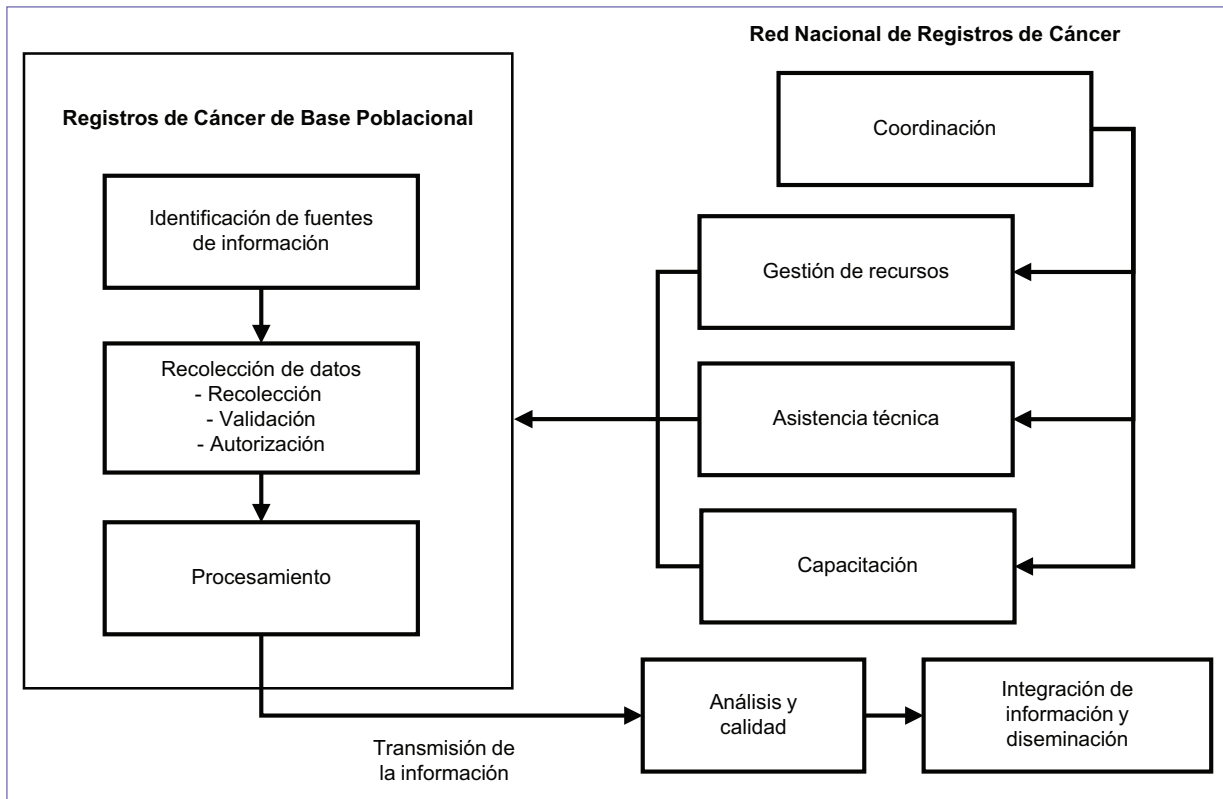 Red Nacional de Registros de Cáncer
Registros de Cáncer de Base Poblacional
Identificación de fuentes
de información
Recolección de datos
- Recolección
- Validación
- Autorización
Procesamiento
Coordinación
Gestión de recursos
Asistencia técnica
Capacitación
Transmisión de
la información
Análisis y
calidad
Integración de
información y
diseminación